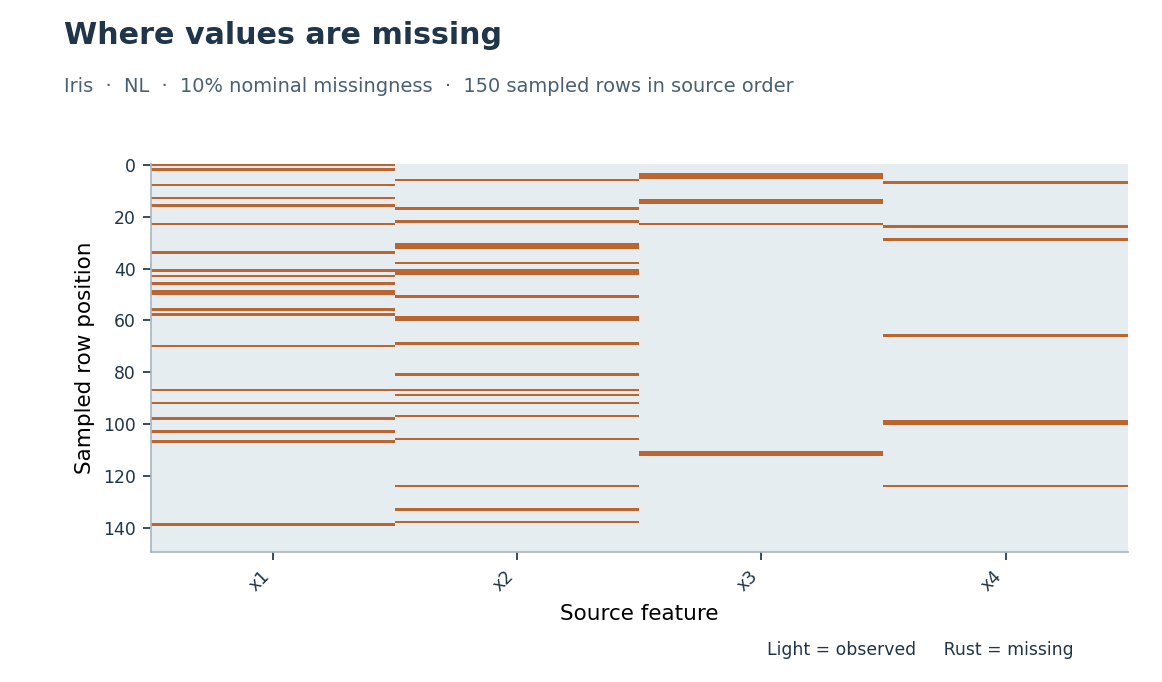 Where values are missing
Iris · NL · 10% nominal missingness · 150 sampled rows in source order
Sampled row position
0
20
40
60
80
100
120
140
x1 x2 x3 x4
Source feature
Light = observed Rust = missing